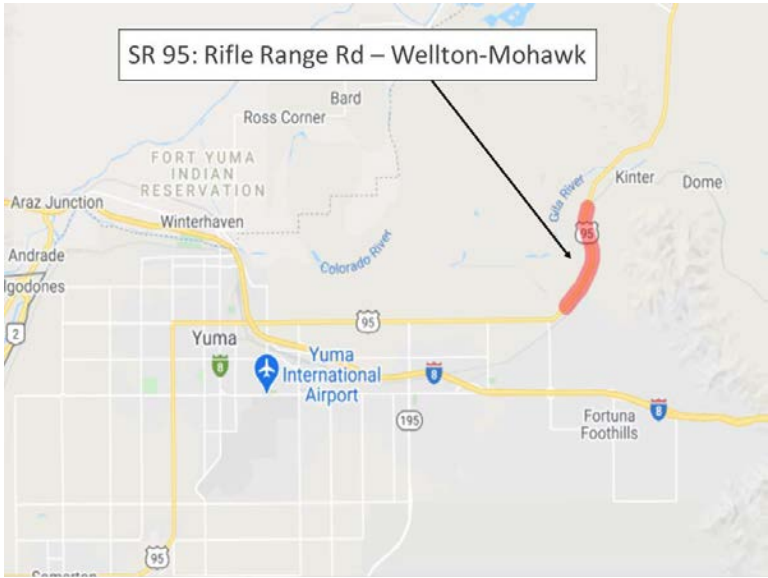 SR 95: Rifle Range Rd – Wellton-Mohawk
Bard
Ross Corner
FORT YUMA
INDIAN
RESERVATION
Araz Junction
Winterhaven
Andrade
lgodones
2
Colorado River
Gila River
Kinter
Dome
95
95
Yuma
8
Yuma
International
Airport
8
8
195
Fortuna
Foothills
95